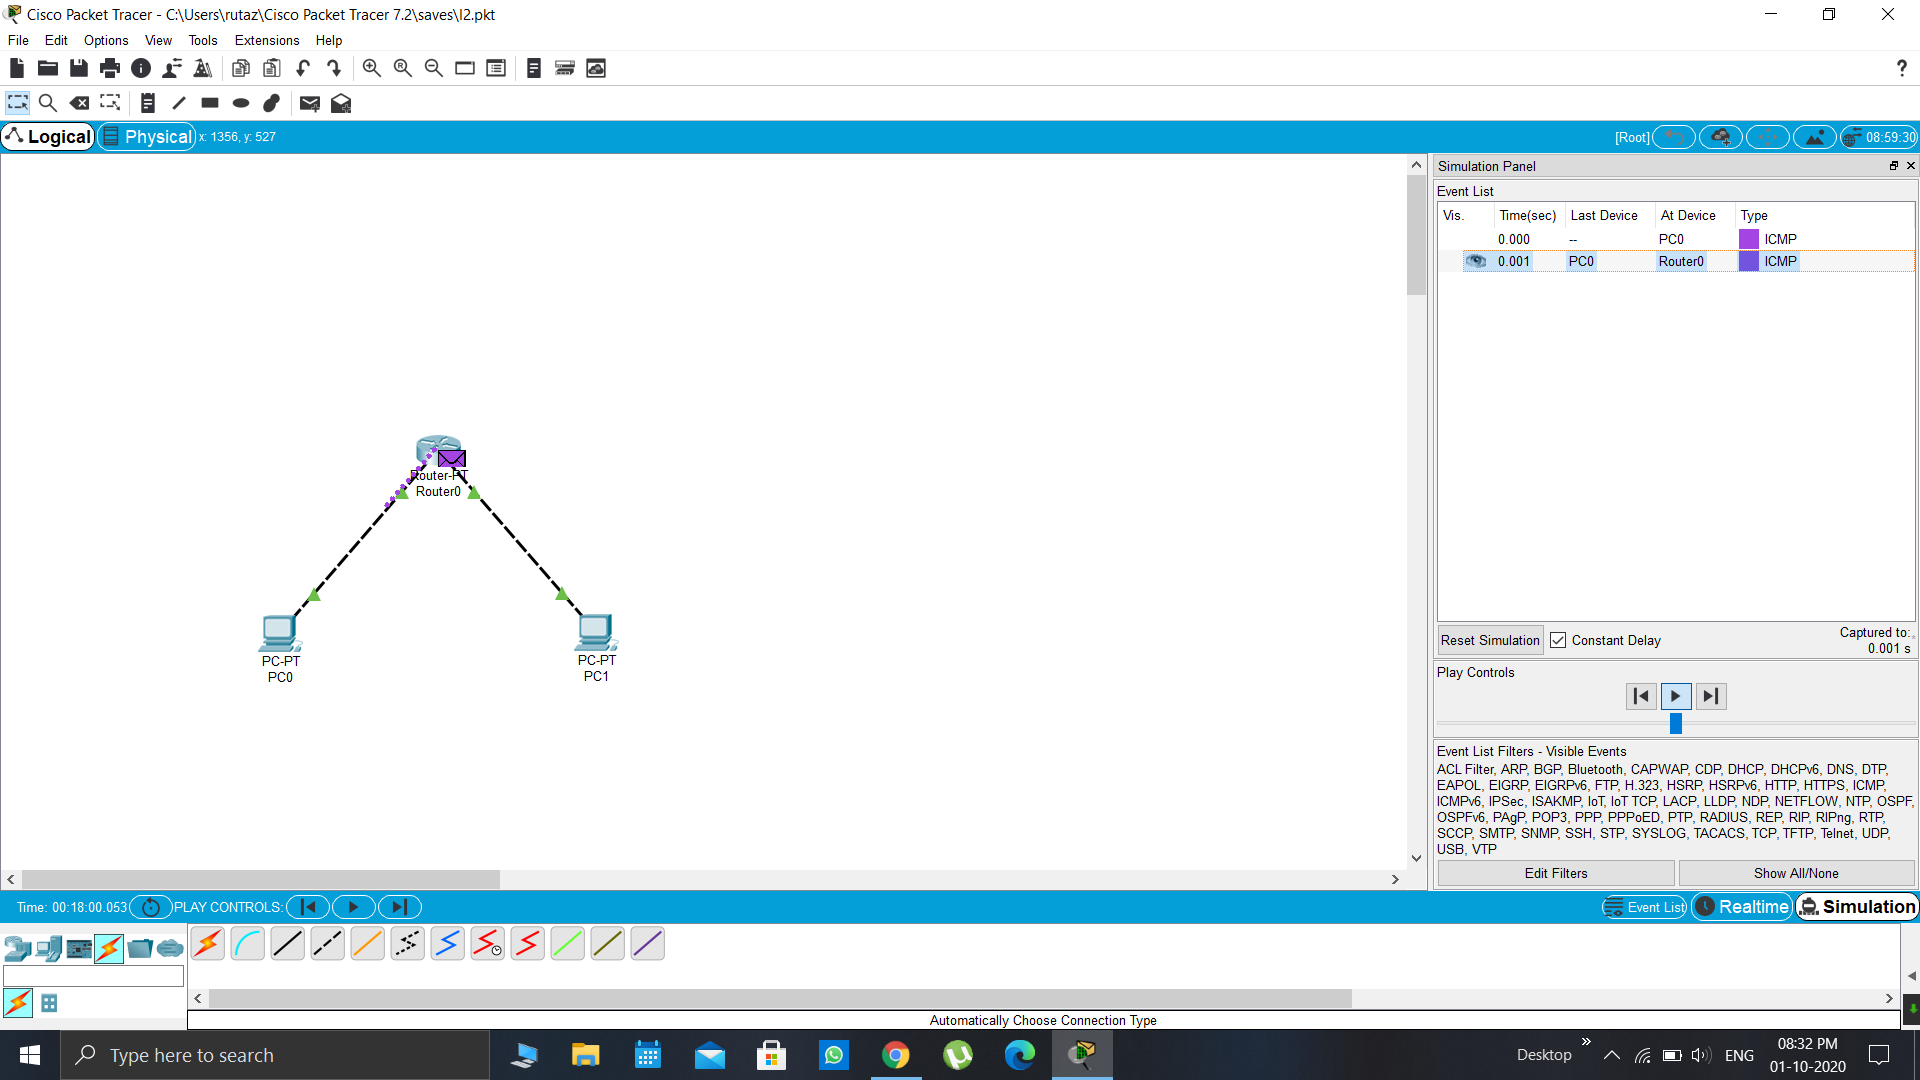 Cisco Packet Tracer - C:\Users\rutaz\Cisco Packet Tracer 7.2\saves\l2.pkt
File Edit Options View Tools Extensions Help
?
Logical Physical x: 1356, y: 527 [Root] 08:59:30
Simulation Panel
Event List
Vis. Time(sec) Last Device At Device Type
0.000 -- PC0 ICMP
0.001 PC0 Router0 ICMP
Router-PT
Router0
PC-PT
PC0
PC-PT
PC1
Reset Simulation Constant Delay Captured to:
0.001 s
Play Controls
Event List Filters - Visible Events
ACL Filter, ARP, BGP, Bluetooth, CAPWAP, CDP, DHCP, DHCPv6, DNS, DTP,
EAPOL, EIGRP, EIGRPv6, FTP, H.323, HSRP, HSRPv6, HTTP, HTTPS, ICMP,
ICMPv6, IPSec, ISAKMP, IoT, IoT TCP, LACP, LLDP, NDP, NETFLOW, NTP, OSPF,
OSPFv6, PAgP, POP3, PPP, PPPoED, PTP, RADIUS, REP, RIP, RIPng, RTP,
SCCP, SMTP, SNMP, SSH, STP, SYSLOG, TACACS, TCP, TFTP, Telnet, UDP,
USB, VTP
Edit Filters Show All/None
Time: 00:18:00.053 PLAY CONTROLS: Event List Realtime Simulation
Automatically Choose Connection Type
Type here to search Desktop ENG 08:32 PM
01-10-2020